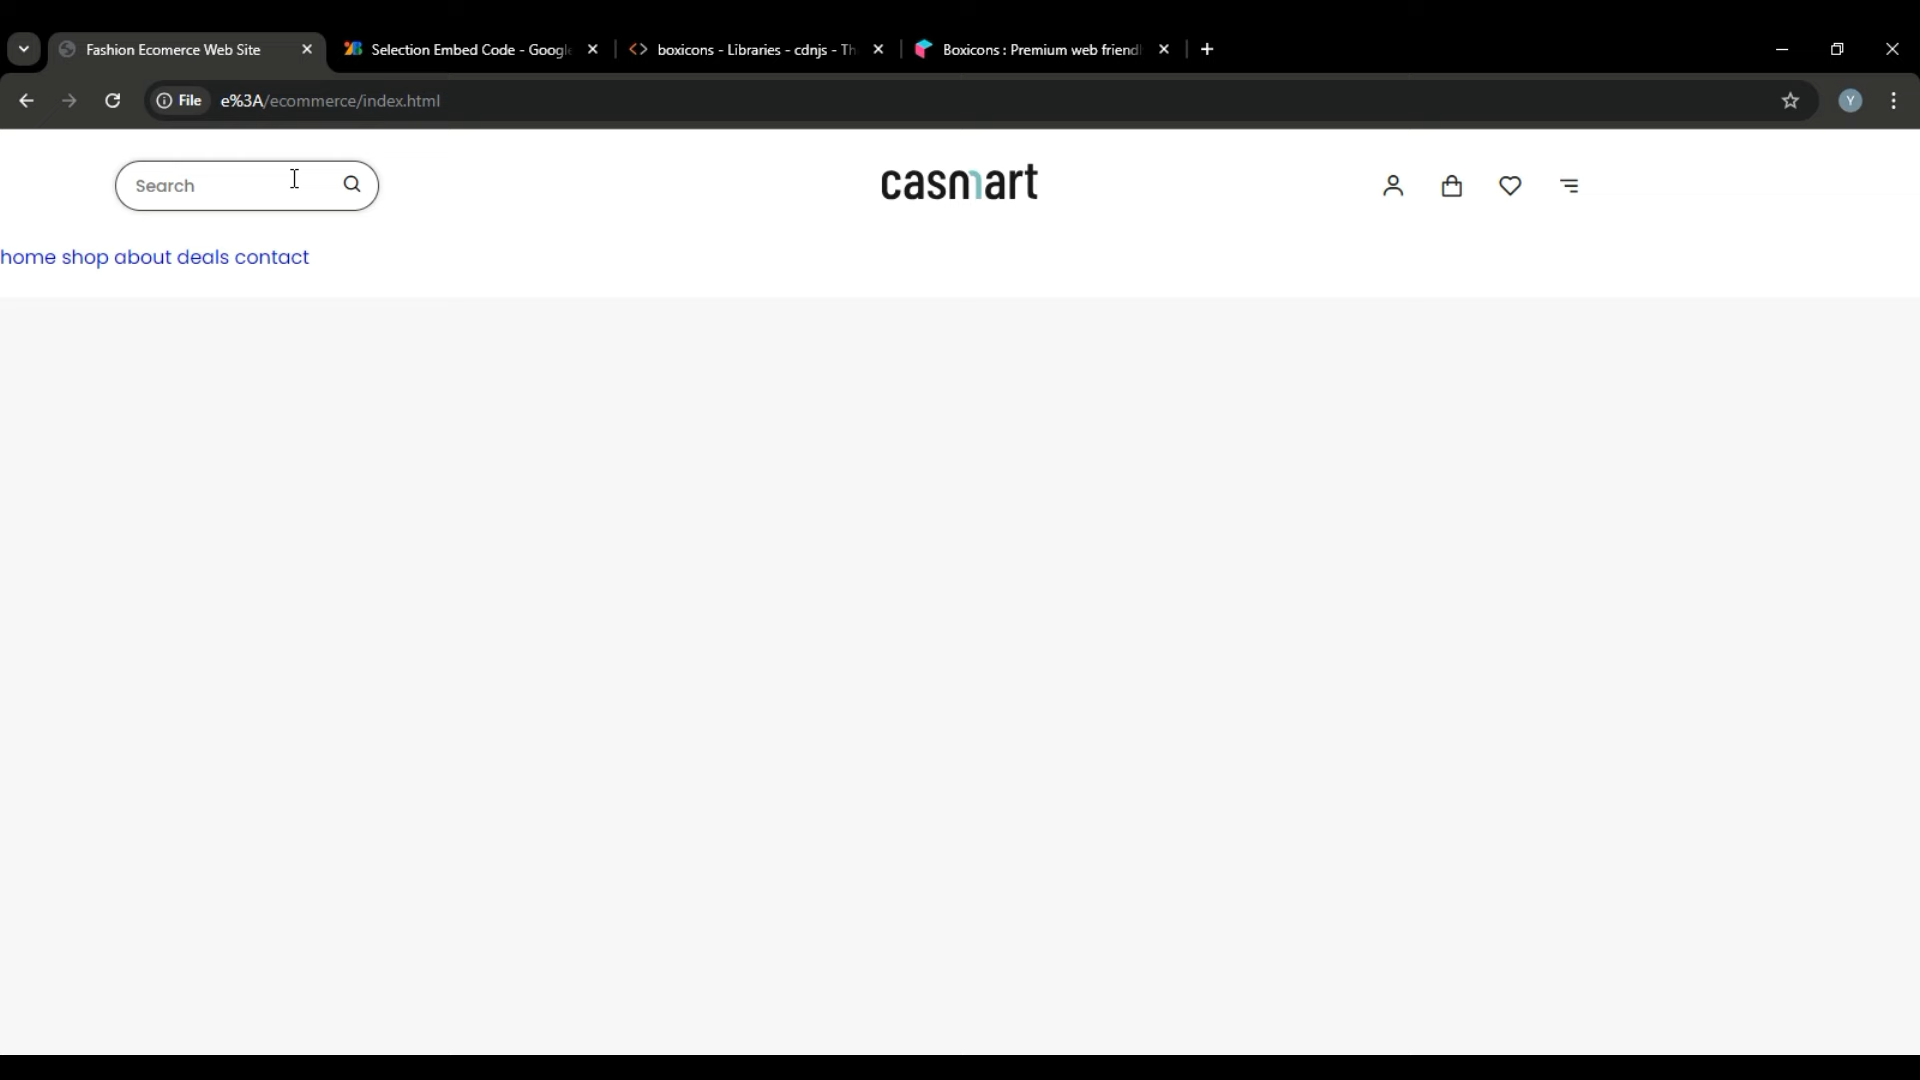 Fashion Ecomerce Web Site
Selection Embed Code - Google
boxicons - Libraries - cdnjs - Th
Boxicons : Premium web friendl
File e%3A/ecommerce/index.html
Y
Search
casmart
home shop about deals contact